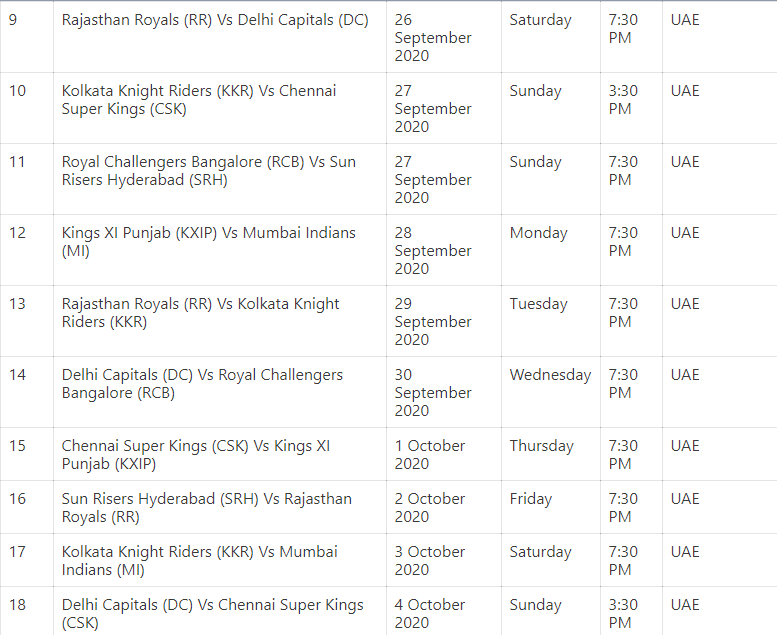 9 Rajasthan Royals (RR) Vs Delhi Capitals (DC) 26 September 2020 Saturday 7:30 PM UAE
10 Kolkata Knight Riders (KKR) Vs Chennai Super Kings (CSK) 27 September 2020 Sunday 3:30 PM UAE
11 Royal Challengers Bangalore (RCB) Vs Sun Risers Hyderabad (SRH) 27 September 2020 Sunday 7:30 PM UAE
12 Kings XI Punjab (KXIP) Vs Mumbai Indians (MI) 28 September 2020 Monday 7:30 PM UAE
13 Rajasthan Royals (RR) Vs Kolkata Knight Riders (KKR) 29 September 2020 Tuesday 7:30 PM UAE
14 Delhi Capitals (DC) Vs Royal Challengers Bangalore (RCB) 30 September 2020 Wednesday 7:30 PM UAE
15 Chennai Super Kings (CSK) Vs Kings XI Punjab (KXIP) 1 October 2020 Thursday 7:30 PM UAE
16 Sun Risers Hyderabad (SRH) Vs Rajasthan Royals (RR) 2 October 2020 Friday 7:30 PM UAE
17 Kolkata Knight Riders (KKR) Vs Mumbai Indians (MI) 3 October 2020 Saturday 7:30 PM UAE
18 Delhi Capitals (DC) Vs Chennai Super Kings (CSK) 4 October 2020 Sunday 3:30 PM UAE